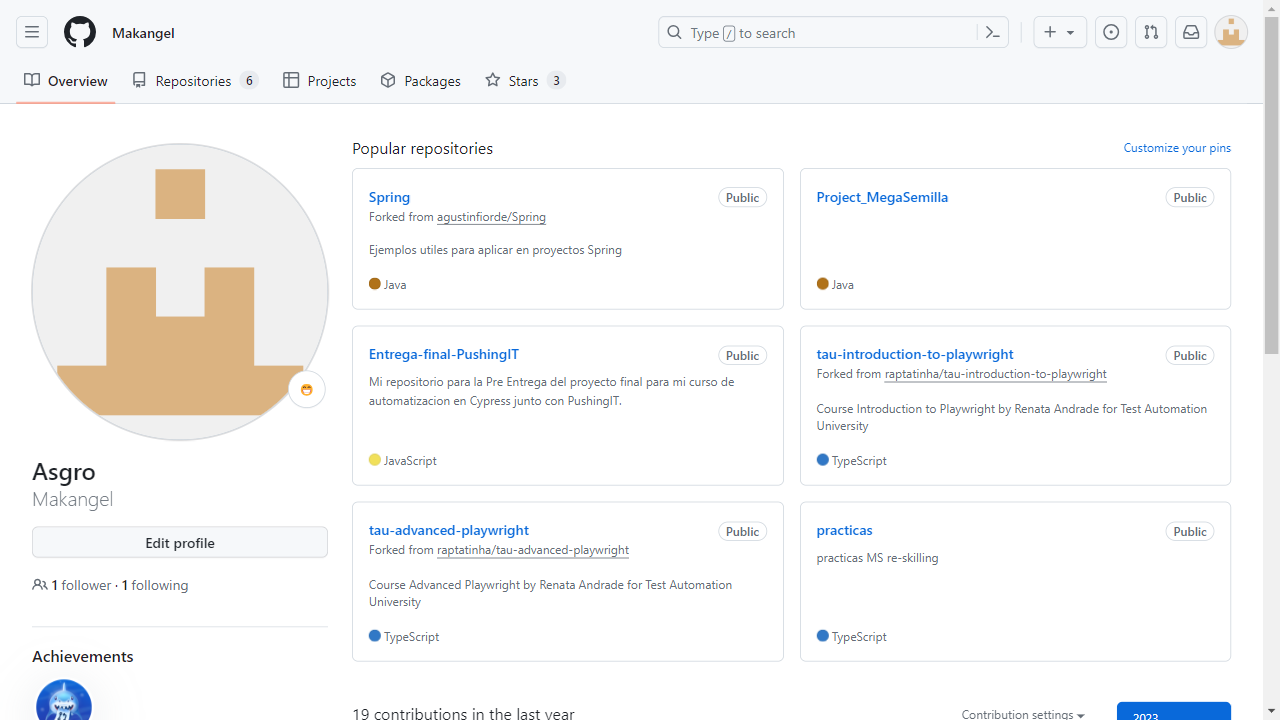 Makangel
Type / to search
Overview
Repositories 6
Projects
Packages
Stars 3
Popular repositories
Customize your pins
Spring
Public
Forked from agustinfiorde/Spring
Ejemplos utiles para aplicar en proyectos Spring
Java
Project_MegaSemilla
Public
Java
Entrega-final-PushingIT
Public
Mi repositorio para la Pre Entrega del proyecto final para mi curso de
automatizacion en Cypress junto con PushingIT.
JavaScript
tau-introduction-to-playwright
Public
Forked from raptatinha/tau-introduction-to-playwright
Course Introduction to Playwright by Renata Andrade for Test Automation
University
TypeScript
tau-advanced-playwright
Public
Forked from raptatinha/tau-advanced-playwright
Course Advanced Playwright by Renata Andrade for Test Automation
University
TypeScript
practicas
Public
practicas MS re-skilling
TypeScript
Asgro
Makangel
Edit profile
1 follower · 1 following
Achievements
19 contributions in the last year
Contribution settings
2023